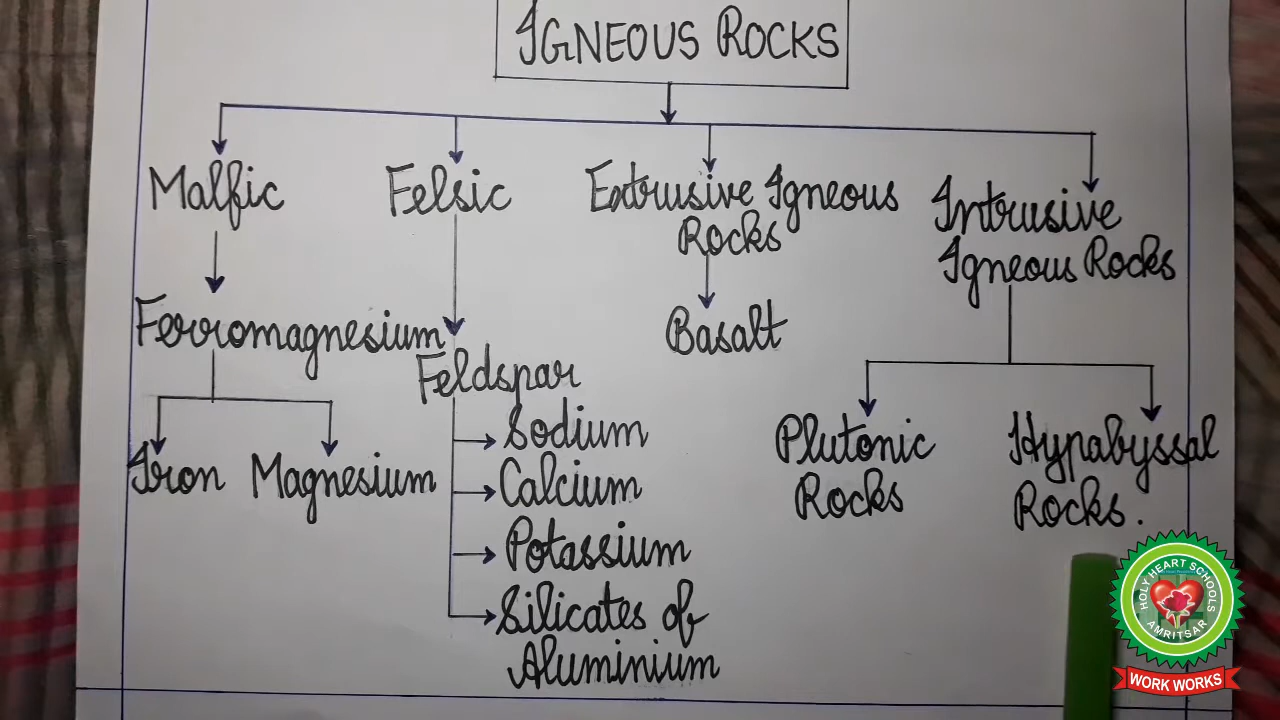 IGNEOUS ROCKS
Malfic
Felsic
Extrusive Igneous
Rocks
Intrusive
Igneous Rocks
Ferromagnesium
Feldspar
Basalt
Iron
Magnesium
Sodium
Calcium
Potassium
Silicates of
Aluminium
Plutonic
Rocks
Hypabyssal
Rocks.
HOLY HEART SCHOOLS
AMRITSAR
WORK WORKS